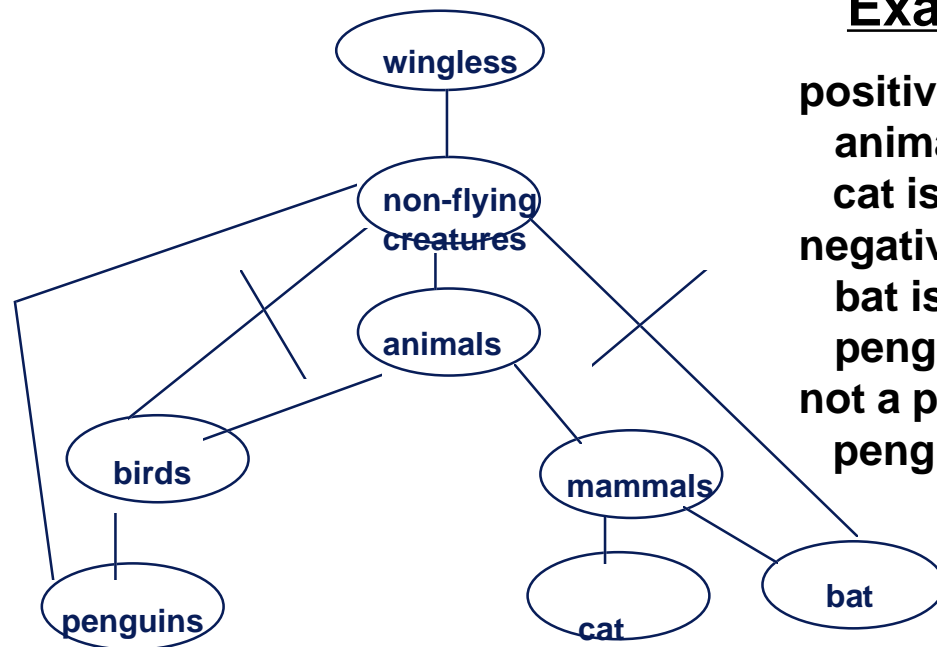 Exa
wingless
positiv
anima
cat is
negativ
bat is
peng
not a p
peng
non-flying
creatures
animals
birds
mammals
penguins
cat
bat